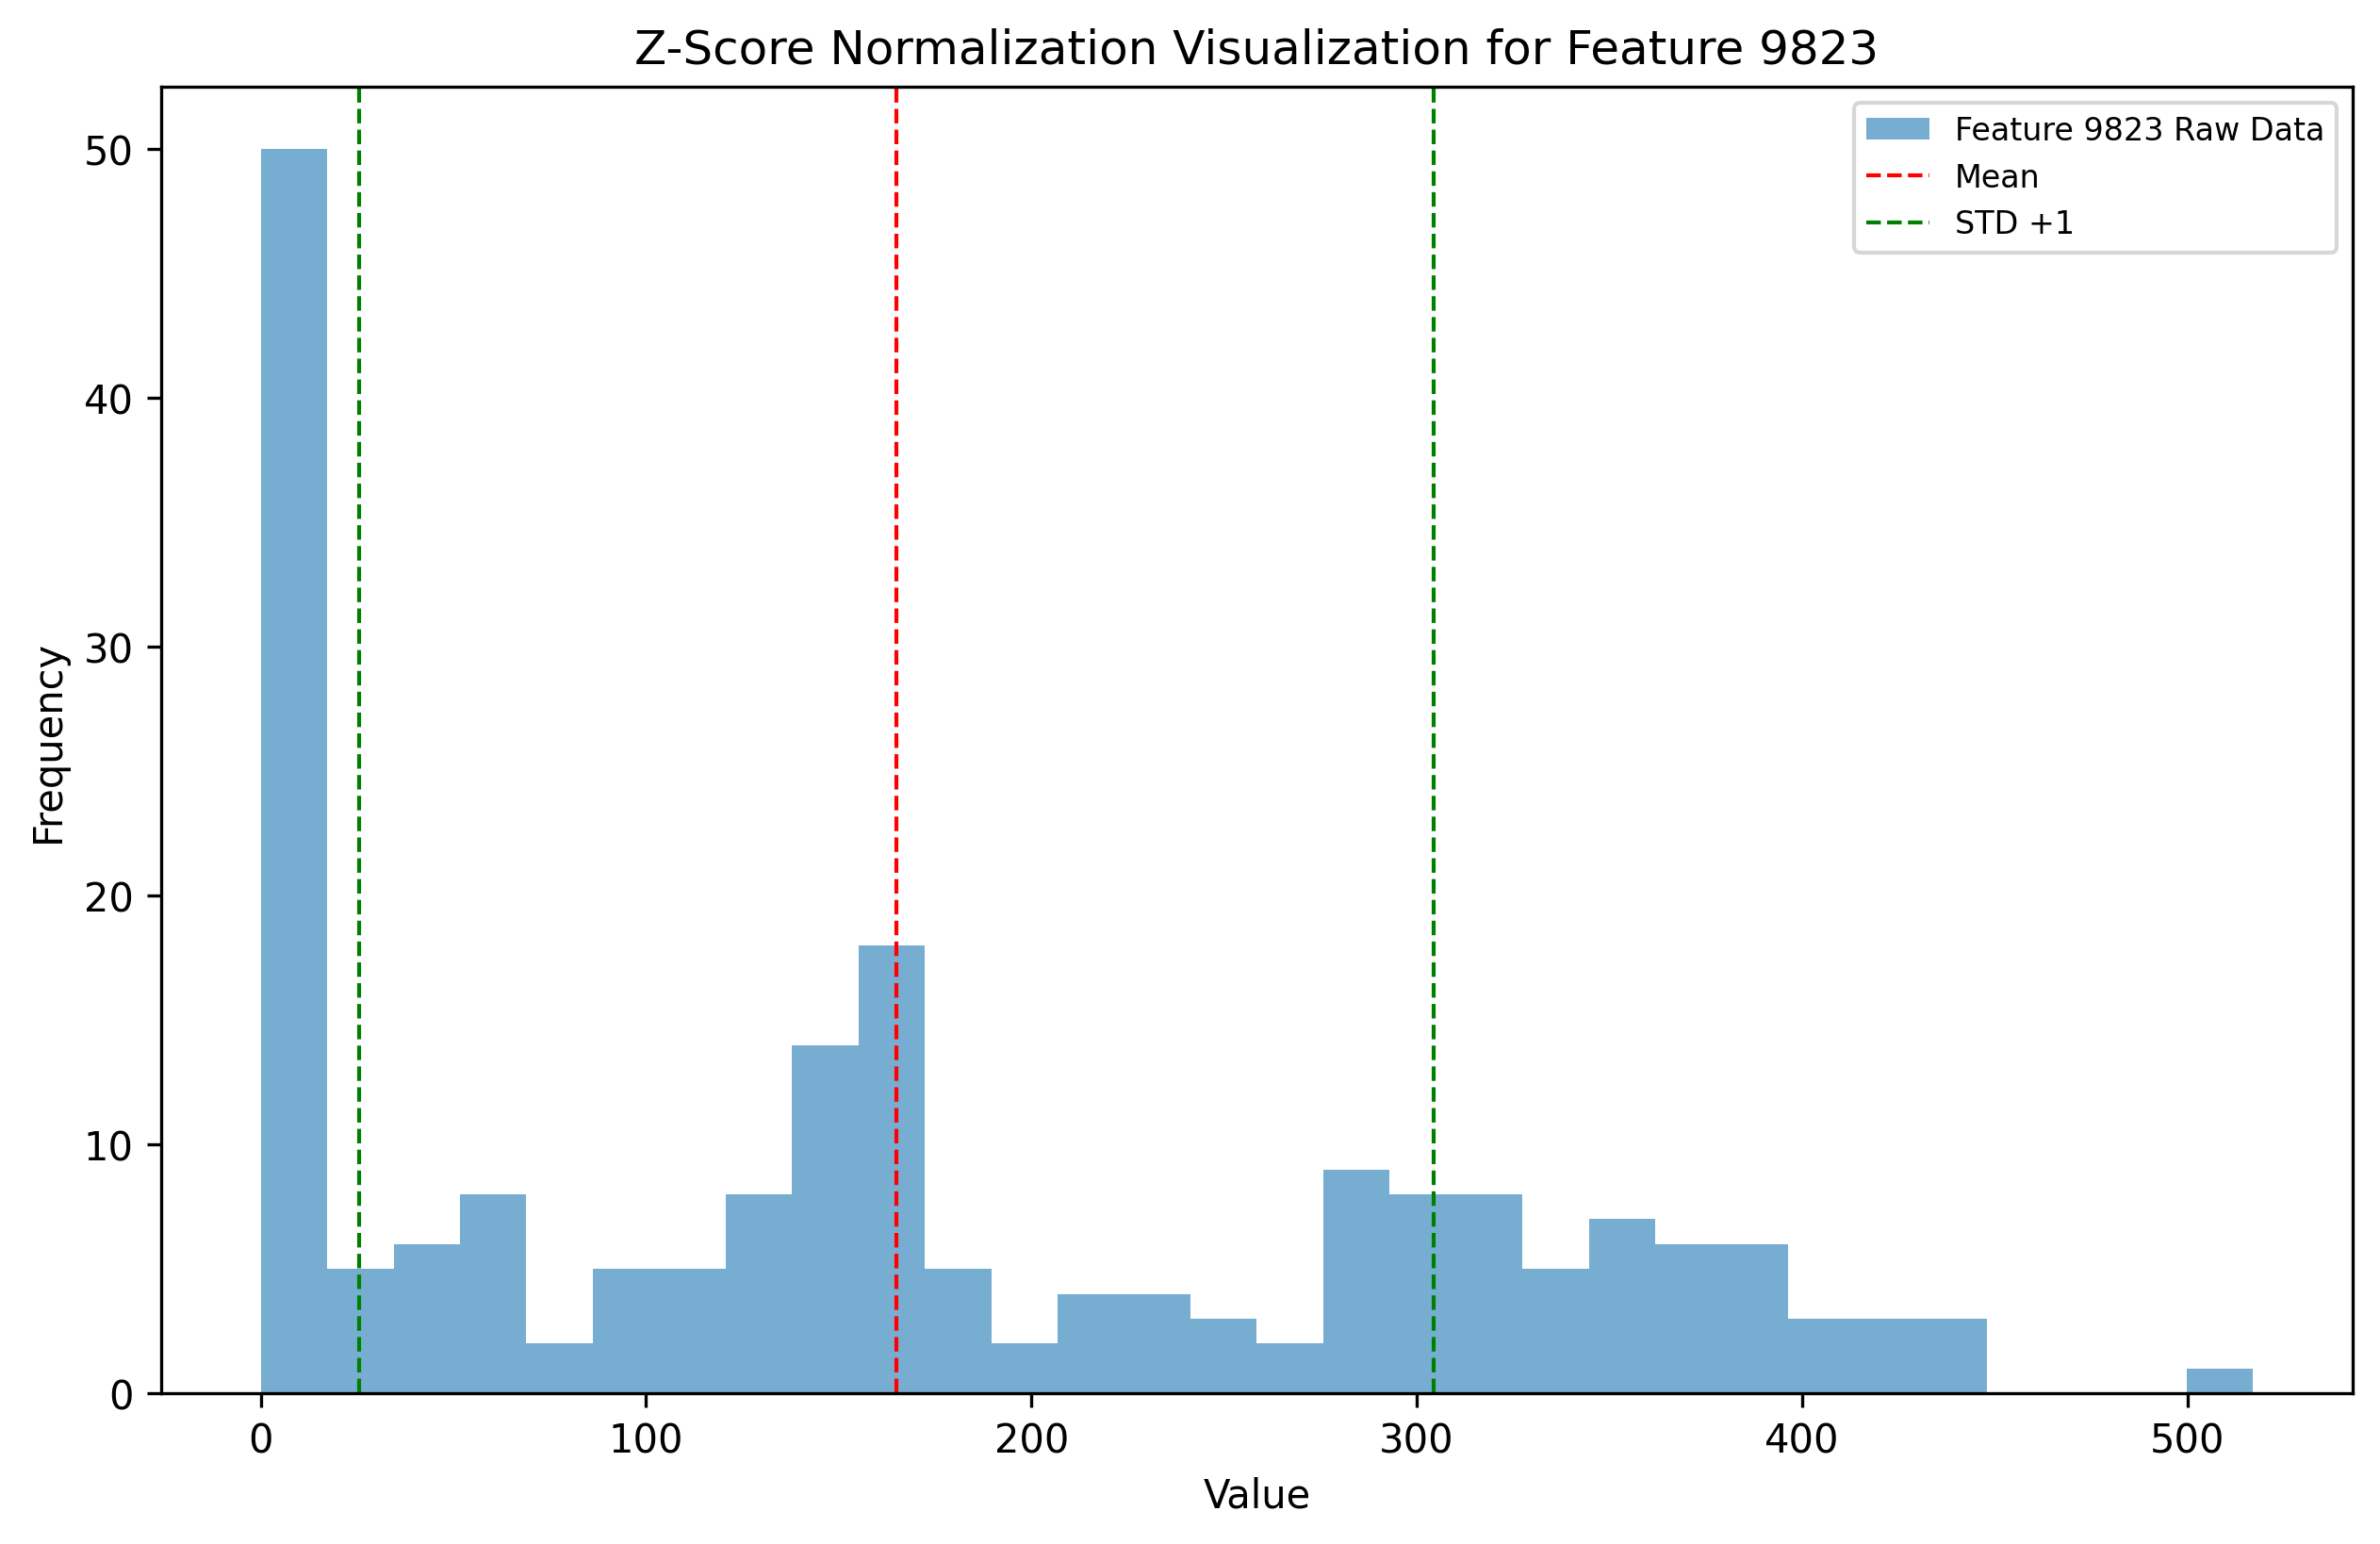 Z-Score Normalization Visualization for Feature 9823
Feature 9823 Raw Data
Mean
STD +1
50
40
30
20
10
0
Frequency
0 100 200 300 400 500
Value